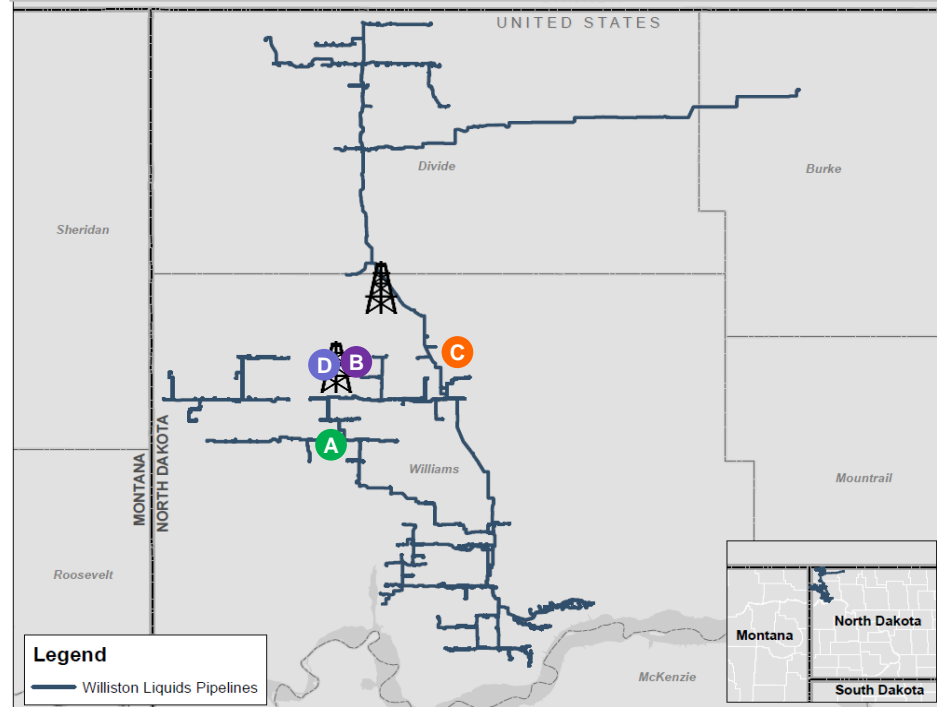 UNITED STATES
Divide
Burke
Sheridan
C
D
B
A
Williams
MONTANA
NORTH DAKOTA
Mountrail
Roosevelt
Legend
Williston Liquids Pipelines
McKenzie
Montana
North Dakota
South Dakota